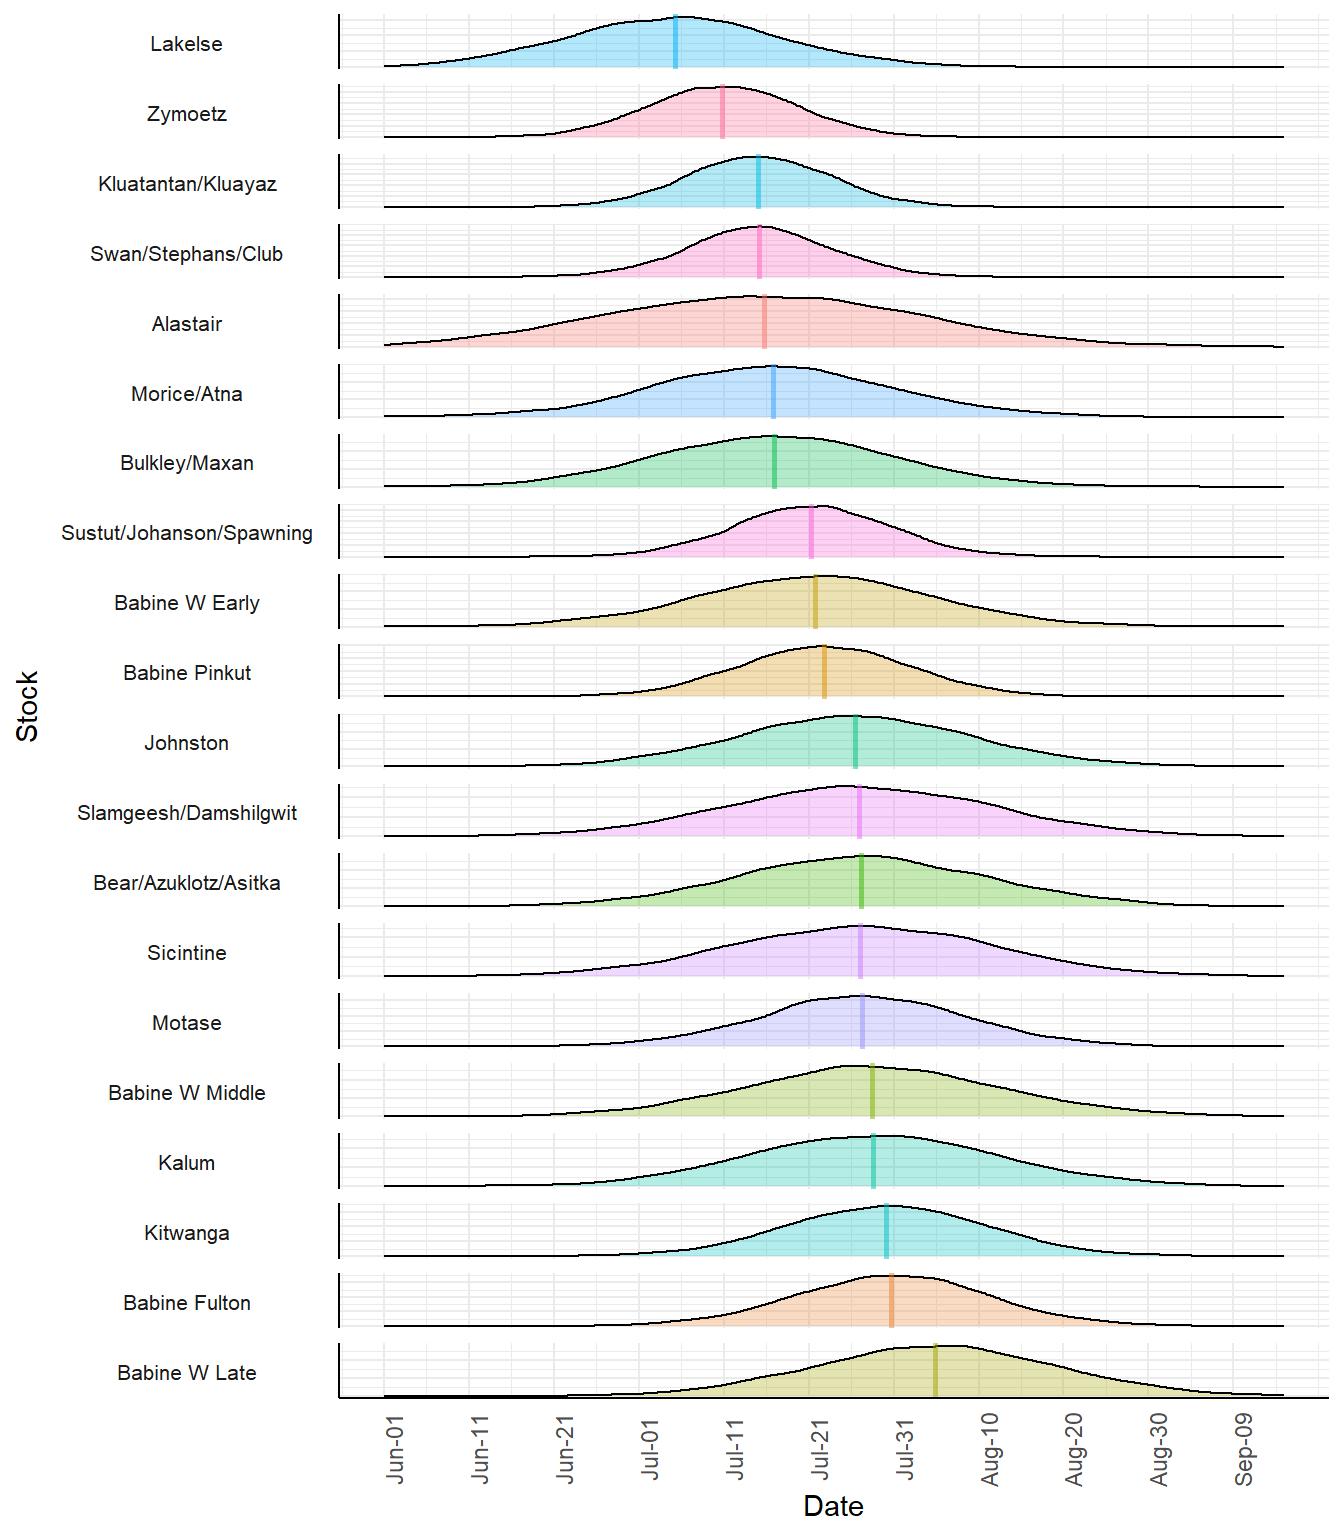 Lakelse
Zymoetz
Kluatantan/Kluayaz
Swan/Stephans/Club
Alastair
Morice/Atna
Bulkley/Maxan
Sustut/Johanson/Spawning
Babine W Early
Babine Pinkut
Johnston
Slamgeesh/Damshilgwit
Bear/Azuklotz/Asitka
Sicintine
Motase
Babine W Middle
Kalum
Kitwanga
Babine Fulton
Babine W Late
Stock
Jun-01
Jun-11
Jun-21
Jul-01
Jul-11
Jul-21
Jul-31
Aug-10
Aug-20
Aug-30
Sep-09
Date